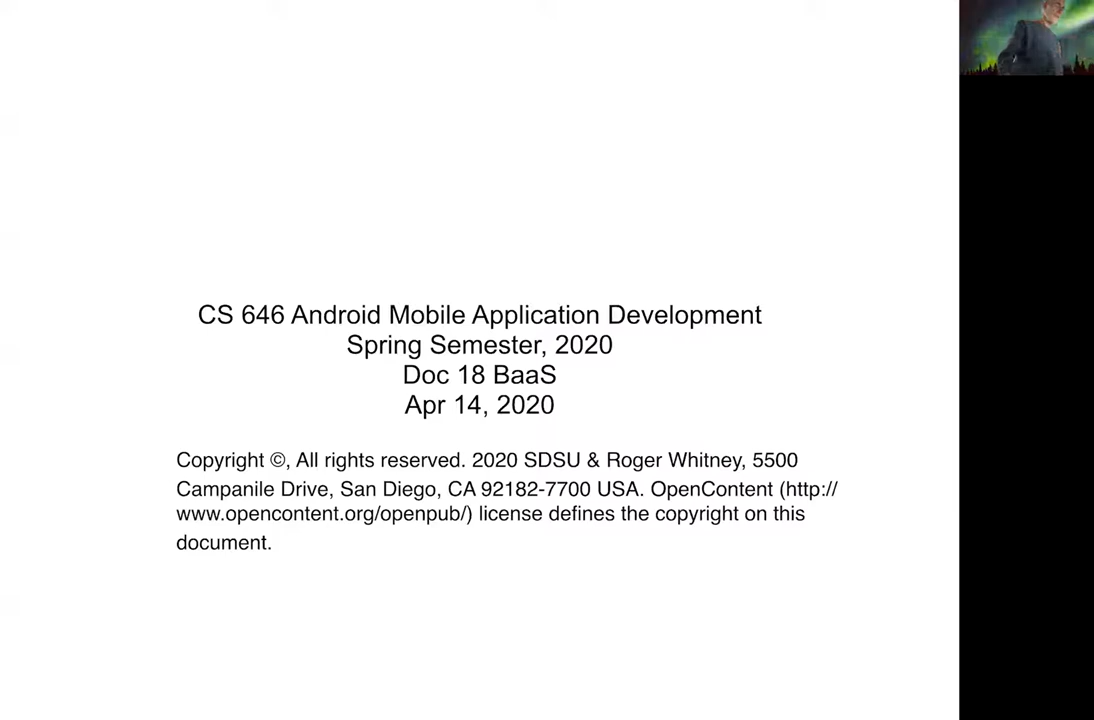 CS 646 Android Mobile Application Development
Spring Semester, 2020
Doc 18 BaaS
Apr 14, 2020
Copyright ©, All rights reserved. 2020 SDSU & Roger Whitney, 5500
Campanile Drive, San Diego, CA 92182-7700 USA. OpenContent (http://
www.opencontent.org/openpub/) license defines the copyright on this
document.